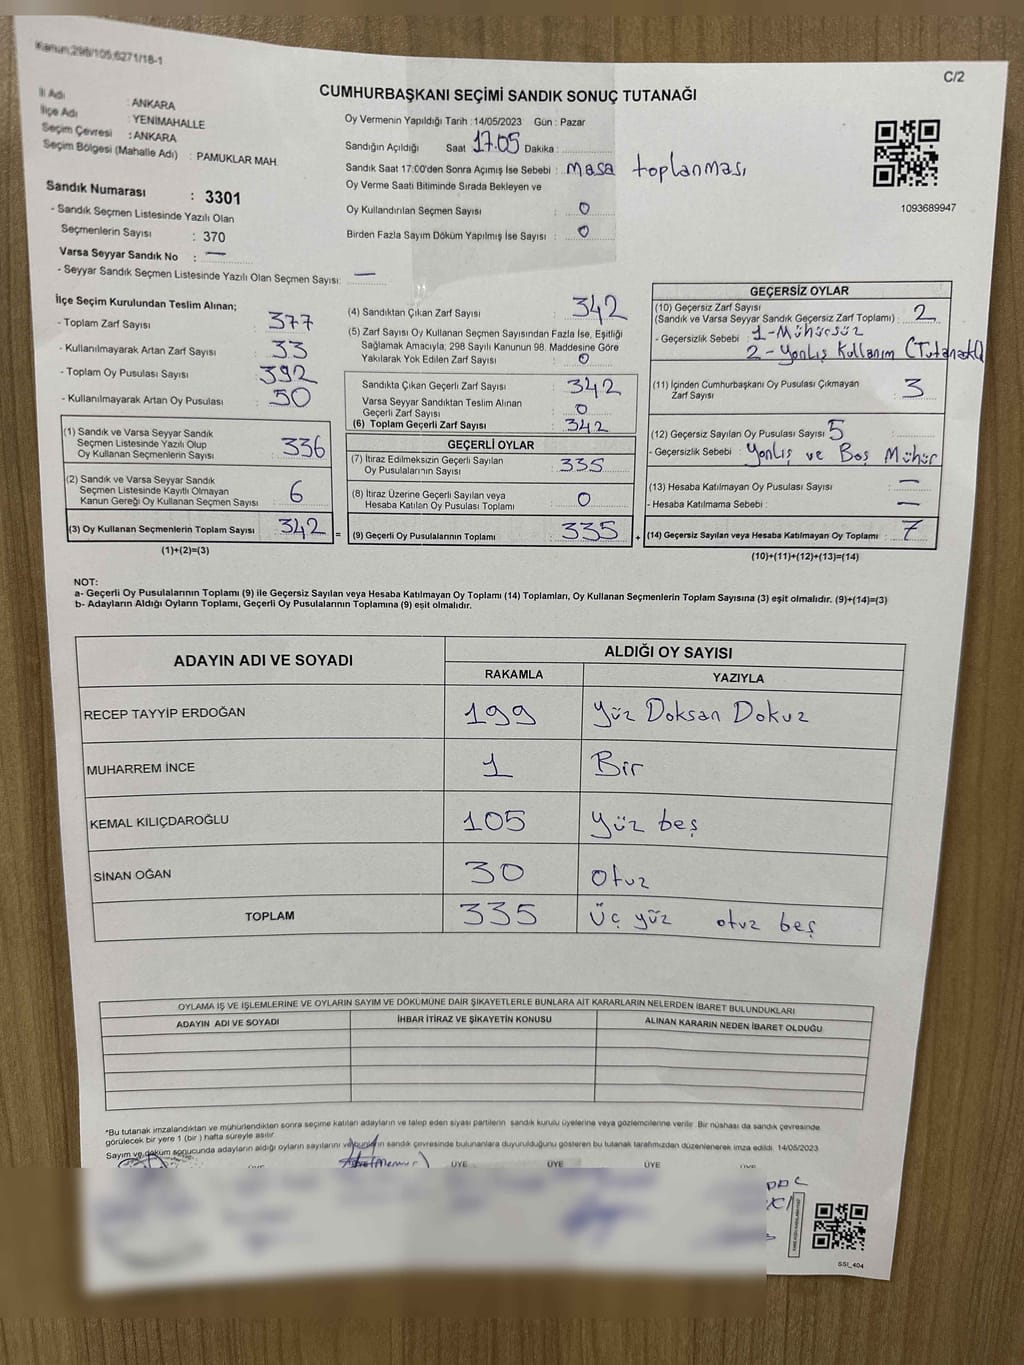 Kanun;298/105;6271/18-1
C/2
CUMHURBAŞKANI SEÇİMİ SANDIK SONUÇ TUTANAĞI
İl Adı : ANKARA
İlçe Adı : YENİMAHALLE
Seçim Çevresi : ANKARA
Seçim Bölgesi (Mahalle Adı) : PAMUKLAR MAH.
Sandık Numarası : 3301
- Sandık Seçmen Listesinde Yazılı Olan
Seçmenlerin Sayısı : 370
Varsa Seyyar Sandık No : —
- Seyyar Sandık Seçmen Listesinde Yazılı Olan Seçmen Sayısı: —
Oy Vermenin Yapıldığı Tarih :14/05/2023 Gün : Pazar
Sandığın Açıldığı Saat 17.05 Dakika :
Sandık Saat 17:00'den Sonra Açımış İse Sebebi : masa toplanması
Oy Verme Saati Bitiminde Sırada Bekleyen ve
Oy Kullandırılan Seçmen Sayısı : 0
Birden Fazla Sayım Döküm Yapılmış İse Sayısı : 0
1093689947
İlçe Seçim Kurulundan Teslim Alınan;
- Toplam Zarf Sayısı : 377
- Kullanılmayarak Artan Zarf Sayısı : 33
- Toplam Oy Pusulası Sayısı : 392
- Kullanılmayarak Artan Oy Pusulası : 50
(1) Sandık ve Varsa Seyyar Sandık
Seçmen Listesinde Yazılı Olup
Oy Kullanan Seçmenlerin Sayısı : 336
(2) Sandık ve Varsa Seyyar Sandık
Seçmen Listesinde Kayıtlı Olmayan
Kanun Gereği Oy Kullanan Seçmen Sayısı : 6
(3) Oy Kullanan Seçmenlerin Toplam Sayısı : 342 =
(1)+(2)=(3)
(4) Sandıktan Çıkan Zarf Sayısı : 342
(5) Zarf Sayısı Oy Kullanan Seçmen Sayısından Fazla İse, Eşitliği
Sağlamak Amacıyla; 298 Sayılı Kanunun 98. Maddesine Göre
Yakılarak Yok Edilen Zarf Sayısı : 0
Sandıkta Çıkan Geçerli Zarf Sayısı : 342
Varsa Seyyar Sandıktan Teslim Alınan
Geçerli Zarf Sayısı : 0
(6) Toplam Geçerli Zarf Sayısı : 342
GEÇERLİ OYLAR
(7) İtiraz Edilmeksizin Geçerli Sayılan
Oy Pusulalarının Sayısı : 335
(8) İtiraz Üzerine Geçerli Sayılan veya
Hesaba Katılan Oy Pusulası Toplamı : 0
(9) Geçerli Oy Pusulalarının Toplamı : 335 +
GEÇERSİZ OYLAR
(10) Geçersiz Zarf Sayısı
(Sandık ve Varsa Seyyar Sandık Geçersiz Zarf Toplamı) : 2
- Geçersizlik Sebebi : 1- Mühürsüz
2- Yanlış Kullanım (Tutanaklı)
(11) İçinden Cumhurbaşkanı Oy Pusulası Çıkmayan
Zarf Sayısı : 3
(12) Geçersiz Sayılan Oy Pusulası Sayısı 5
- Geçersizlik Sebebi : Yanlış ve Boş Mühür
(13) Hesaba Katılmayan Oy Pusulası Sayısı : —
- Hesaba Katılmama Sebebi : —
(14) Geçersiz Sayılan veya Hesaba Katılmayan Oy Toplamı : 7
(10)+(11)+(12)+(13)=(14)
NOT:
a- Geçerli Oy Pusulalarının Toplamı (9) ile Geçersiz Sayılan veya Hesaba Katılmayan Oy Toplamı (14) Toplamları, Oy Kullanan Seçmenlerin Toplam Sayısına (3) eşit olmalıdır. (9)+(14)=(3)
b- Adayların Aldığı Oyların Toplamı, Geçerli Oy Pusulalarının Toplamına (9) eşit olmalıdır.
ADAYIN ADI VE SOYADI ALDIĞI OY SAYISI
RAKAMLA YAZIYLA
RECEP TAYYİP ERDOĞAN 199 Yüz Doksan Dokuz
MUHARREM İNCE 1 Bir
KEMAL KILIÇDAROĞLU 105 Yüz beş
SİNAN OĞAN 30 Otuz
TOPLAM 335 Üç yüz otuz beş
OYLAMA İŞ VE İŞLEMLERİNE VE OYLARIN SAYIM VE DÖKÜMÜNE DAİR ŞİKAYETLERLE BUNLARA AİT KARARLARIN NELERDEN İBARET BULUNDUKLARI
ADAYIN ADI VE SOYADI İHBAR İTİRAZ VE ŞİKAYETİN KONUSU ALINAN KARARIN NEDEN İBARET OLDUĞU
*Bu tutanak imzalandıktan ve mühürlendikten sonra seçime katılan adayların ve talep eden siyasi partilerin sandık kurulu üyelerine veya gözlemcilerine verilir. Bir nüshası da sandık çevresinde
görülecek bir yere 1 (bir) hafta süreyle asılır.
Sayım ve döküm sonucunda adayların aldığı oyların sayılarını ve bunların sandık çevresinde bulunanlara duyurulduğunu gösteren bu tutanak tarafımızdan düzenlenerek imza edildi. 14/05/2023
ÜYE ÜYE ÜYE
SSI_404